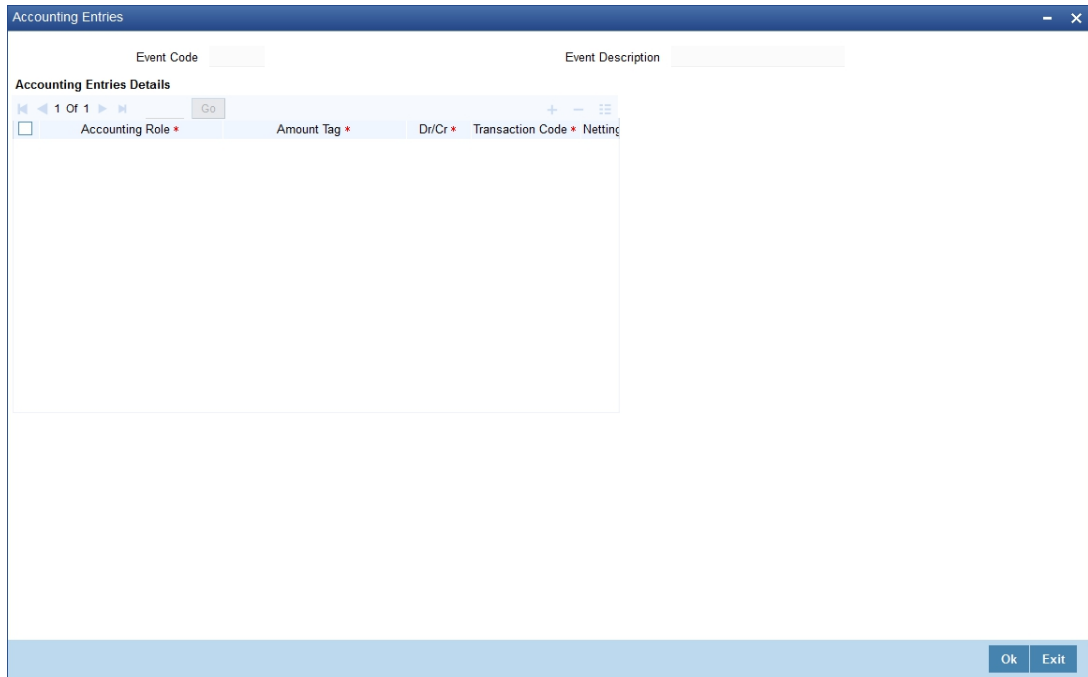 Accounting Entries
Event Code Event Description
Accounting Entries Details
1 Of 1 Go
Accounting Role * Amount Tag * Dr/Cr * Transaction Code * Netting
Ok Exit